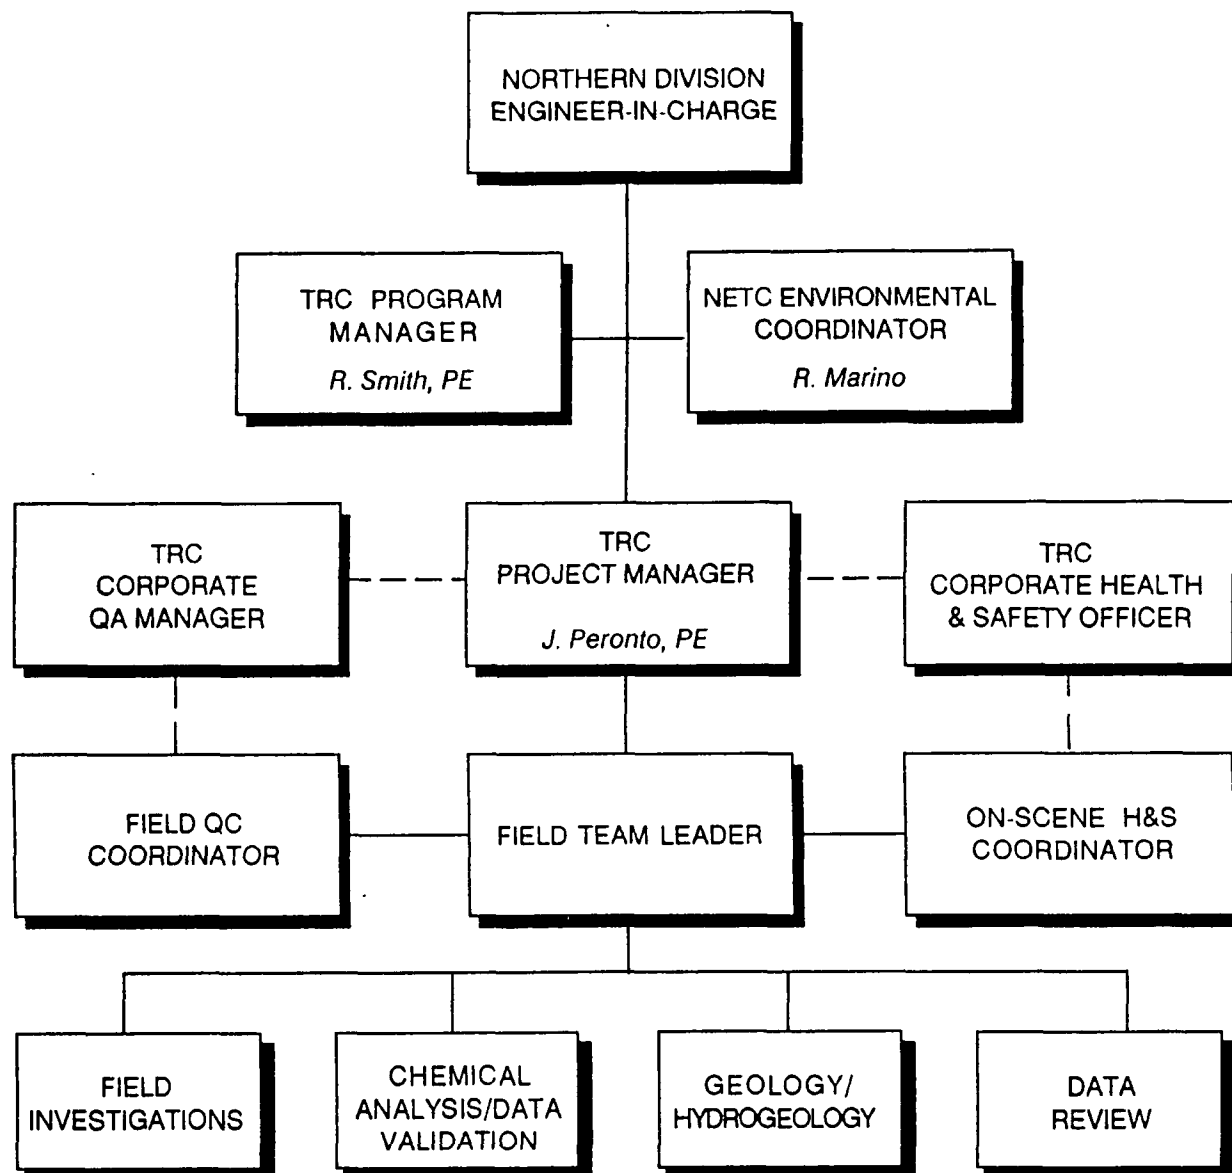 NORTHERN DIVISION
ENGINEER-IN-CHARGE
TRC PROGRAM
MANAGER
R. Smith, PE
NETC ENVIRONMENTAL
COORDINATOR
R. Marino
TRC
CORPORATE
QA MANAGER
TRC
PROJECT MANAGER
J. Peronto, PE
TRC
CORPORATE HEALTH
& SAFETY OFFICER
FIELD QC
COORDINATOR
FIELD TEAM LEADER
ON-SCENE H&S
COORDINATOR
FIELD
INVESTIGATIONS
CHEMICAL
ANALYSIS/DATA
VALIDATION
GEOLOGY/
HYDROGEOLOGY
DATA
REVIEW